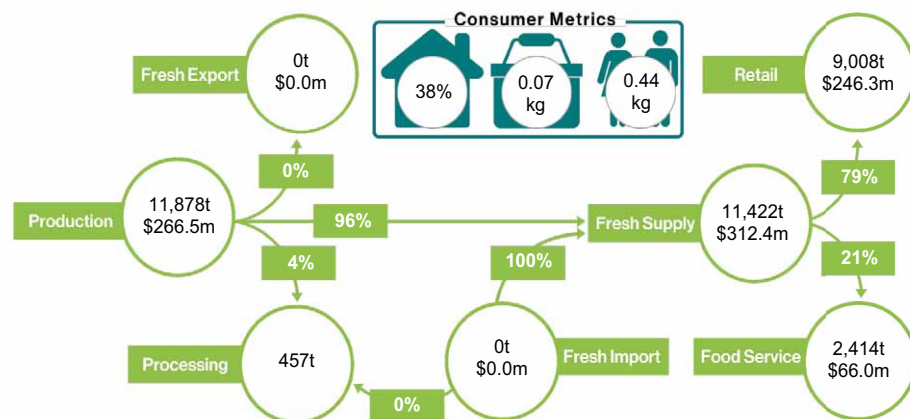 Consumer Metrics
Fresh Export
0t
$0.0m
38%
0.07
kg
0.44
kg
Retail
9,008t
$246.3m
0%
79%
Production
11,878t
$266.5m
96%
Fresh Supply
11,422t
$312.4m
4%
100%
21%
Processing
457t
0t
$0.0m
Fresh Import
Food Service
2,414t
$66.0m
0%